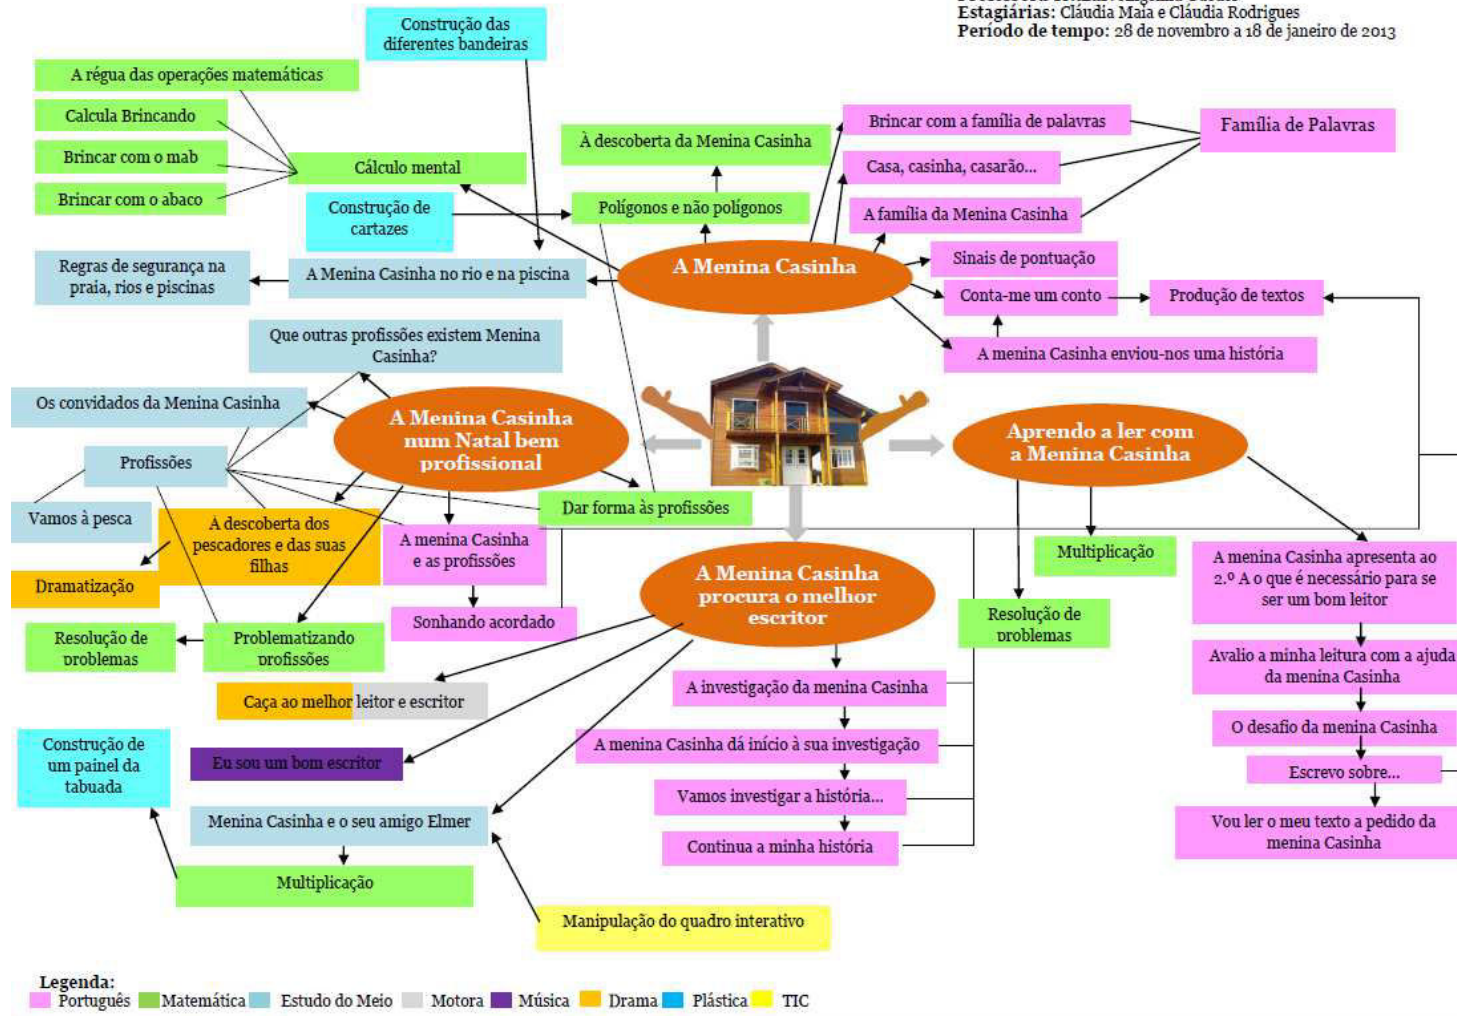 Estagiárias: Cláudia Maia e Cláudia Rodrigues
Período de tempo: 28 de novembro a 18 de janeiro de 2013
Construção das
diferentes bandeiras
A régua das operações matemáticas
Calcula Brincando
Brincar com o mab
Brincar com o abaco
Cálculo mental
Construção de
cartazes
À descoberta da Menina Casinha
Polígonos e não polígonos
Brincar com a família de palavras
Casa, casinha, casarão...
A família da Menina Casinha
Família de Palavras
Sinais de pontuação
Conta-me um conto
Produção de textos
A menina Casinha enviou-nos uma história
A Menina Casinha
Regras de segurança na
praia, rios e piscinas
A Menina Casinha no rio e na piscina
Que outras profissões existem Menina
Casinha?
Os convidados da Menina Casinha
Profissões
Vamos à pesca
A Menina Casinha
num Natal bem
profissional
Aprendo a ler com
a Menina Casinha
À descoberta dos
pescadores e das suas
filhas
Dramatização
A menina Casinha
e as profissões
Dar forma às profissões
Sonhando acordado
Resolução de
problemas
Problematizando
profissões
A Menina Casinha
procura o melhor
escritor
Multiplicação
Resolução de
problemas
A menina Casinha apresenta ao
2.º A o que é necessário para se
ser um bom leitor
Avalio a minha leitura com a ajuda
da menina Casinha
O desafio da menina Casinha
Escrevo sobre...
Vou ler o meu texto a pedido da
menina Casinha
Caça ao melhor leitor e escritor
A investigação da menina Casinha
A menina Casinha dá início à sua investigação
Vamos investigar a história...
Continua a minha história
Construção de
um painel da
tabuada
Eu sou um bom escritor
Menina Casinha e o seu amigo Elmer
Multiplicação
Manipulação do quadro interativo
Legenda:
Português Matemática Estudo do Meio Motora Música Drama Plástica TIC